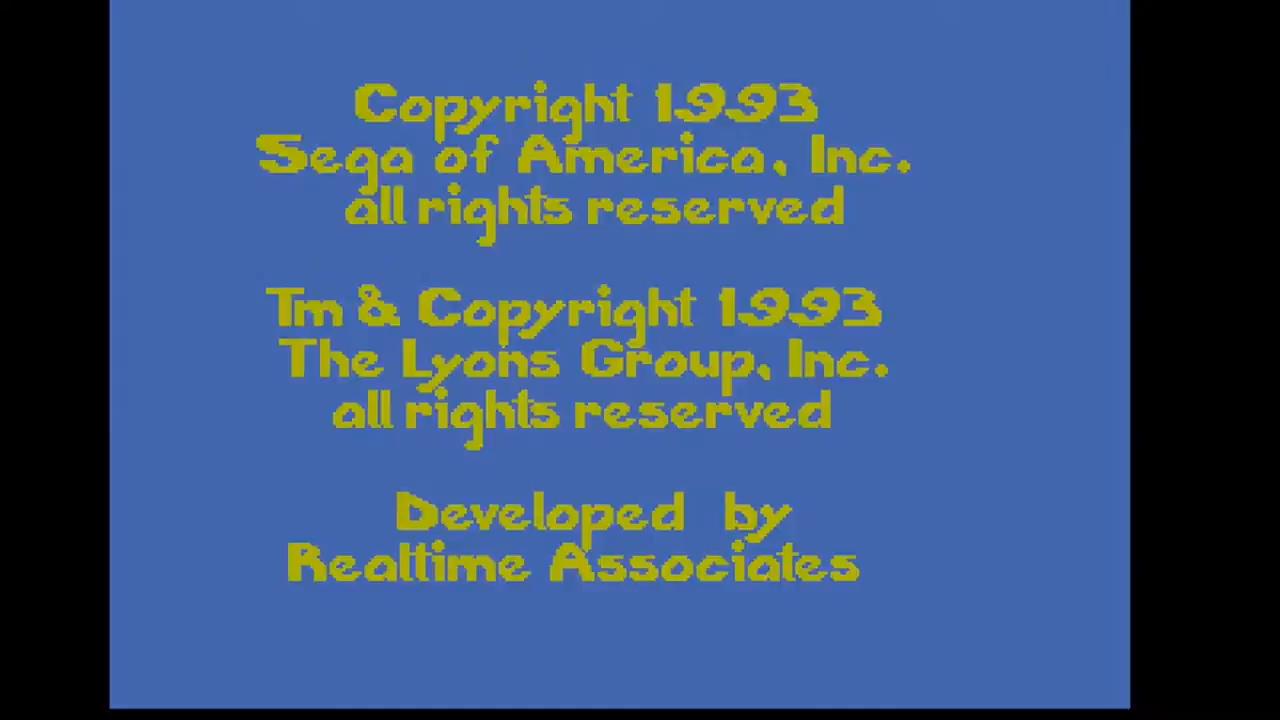 Copyright 1993
Sega of America, Inc.
all rights reserved
Tm & Copyright 1993
The Lyons Group, Inc.
all rights reserved
Developed by
Realtime Associates